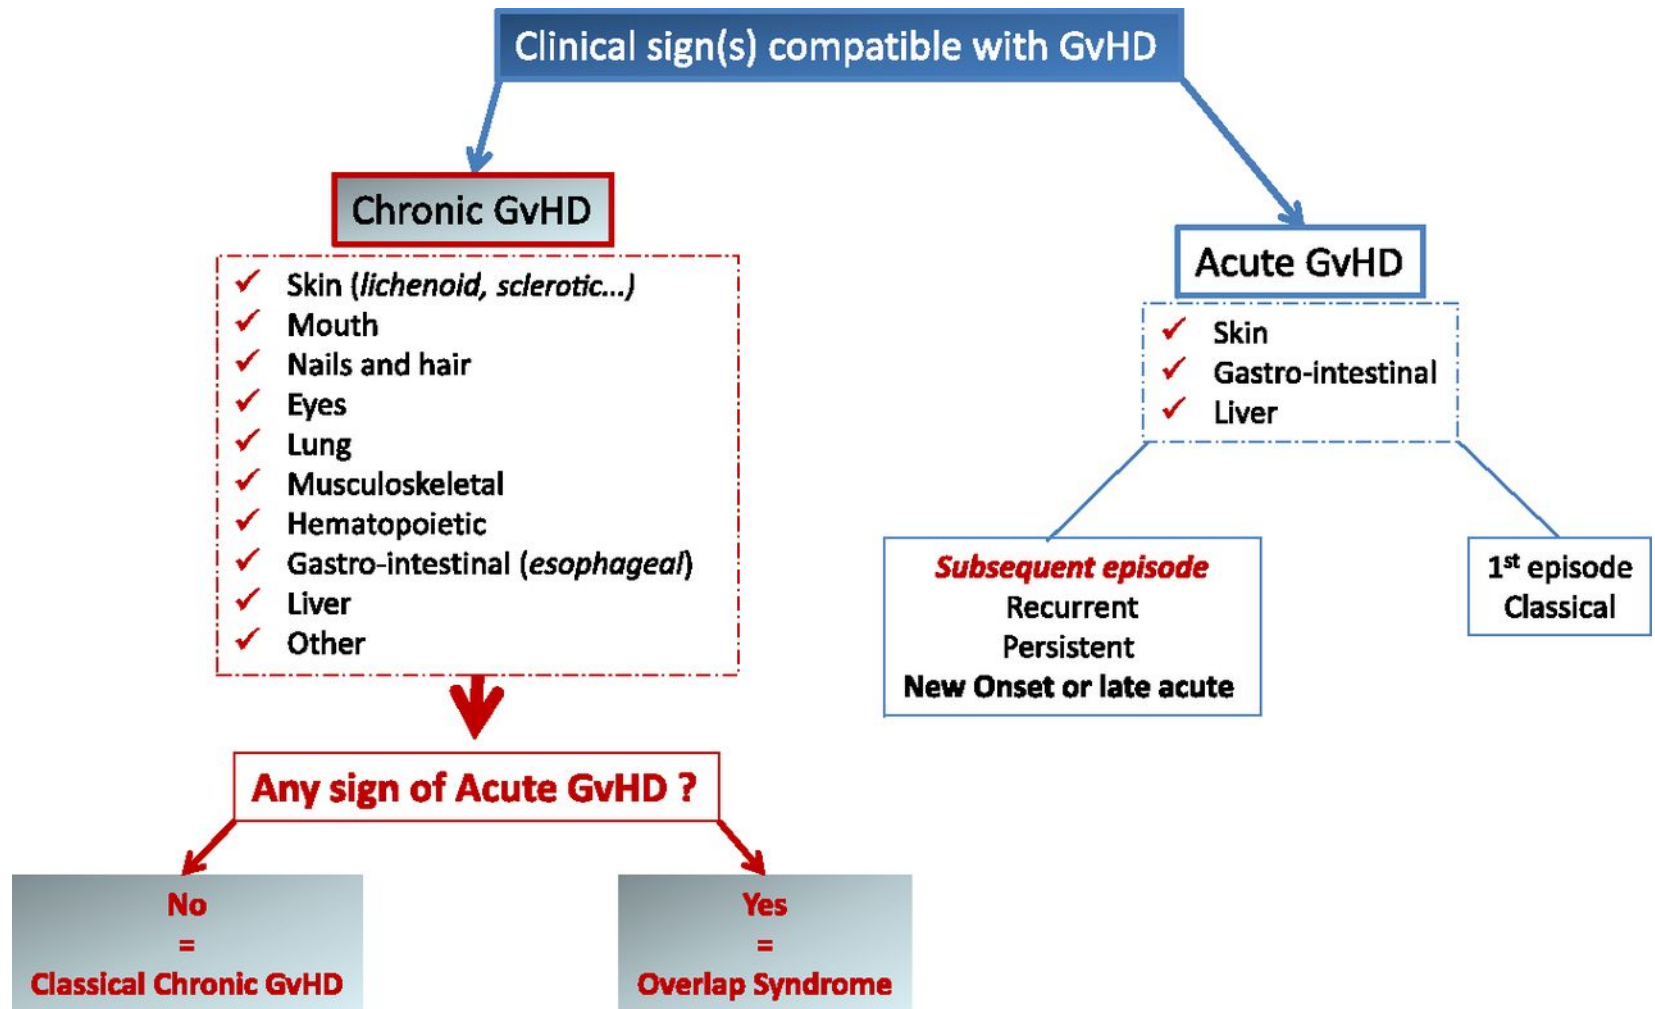 Clinical sign(s) compatible with GvHD
Chronic GvHD
Skin (lichenoid, sclerotic...)
Mouth
Nails and hair
Eyes
Lung
Musculoskeletal
Hematopoietic
Gastro-intestinal (esophageal)
Liver
Other
Any sign of Acute GvHD ?
No
=
Classical Chronic GvHD
Yes
=
Overlap Syndrome
Acute GvHD
Skin
Gastro-intestinal
Liver
Subsequent episode
Recurrent
Persistent
New Onset or late acute
1st episode
Classical